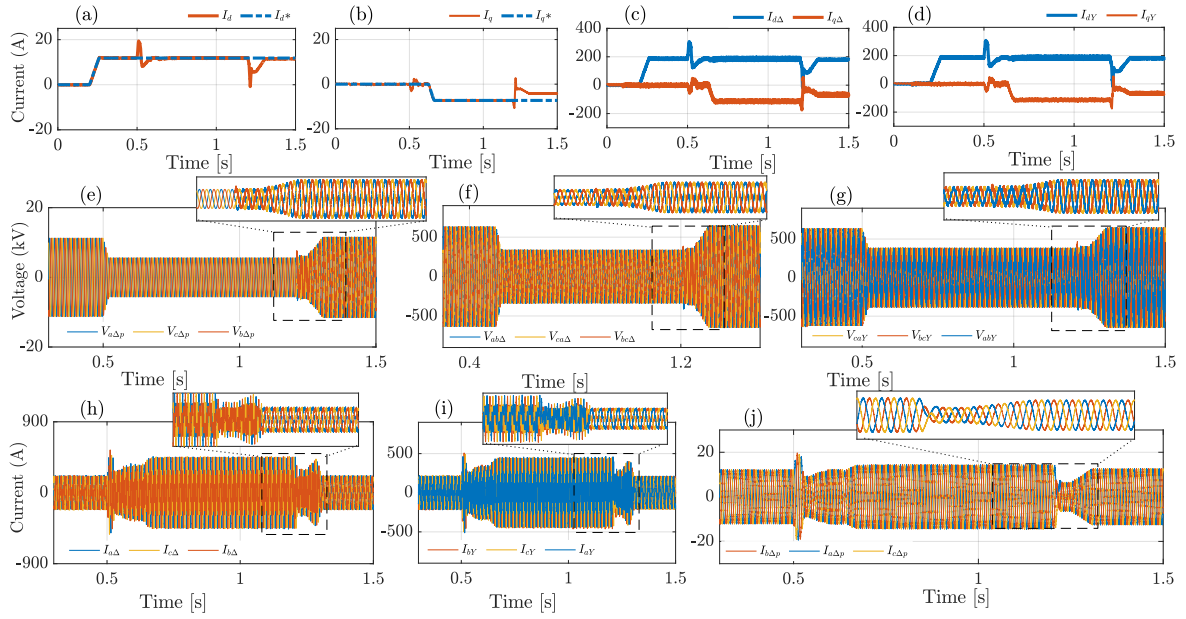 (a) I_d I_d*
(b) I_q I_q*
(c) I_dΔ I_qΔ
(d) I_dY I_qY
Current (A)
20
0
-20
0 0.5 1 1.5
Time [s]
20
0
-20
0 0.5 1 1.5
Time [s]
400
200
0
-200
0 0.5 1 1.5
Time [s]
400
200
0
-200
0 0.5 1 1.5
Time [s]
(e)
Voltage (kV)
20
0
-20
V_aΔp V_cΔp V_bΔp
0.5 1 1.5
Time [s]
(f)
500
0
-500
V_abΔ V_caΔ V_bcΔ
0.4 1.2
Time [s]
(g)
500
0
-500
V_caY V_bcY V_abY
0.5 1 1.5
Time [s]
(h)
Current (A)
900
0
-900
I_aΔ I_cΔ I_bΔ
0.5 1 1.5
Time [s]
(i)
500
0
-500
I_bY I_cY I_aY
0.5 1 1.5
Time [s]
(j)
20
0
-20
I_bΔp I_aΔp I_cΔp
0.5 1 1.5
Time [s]